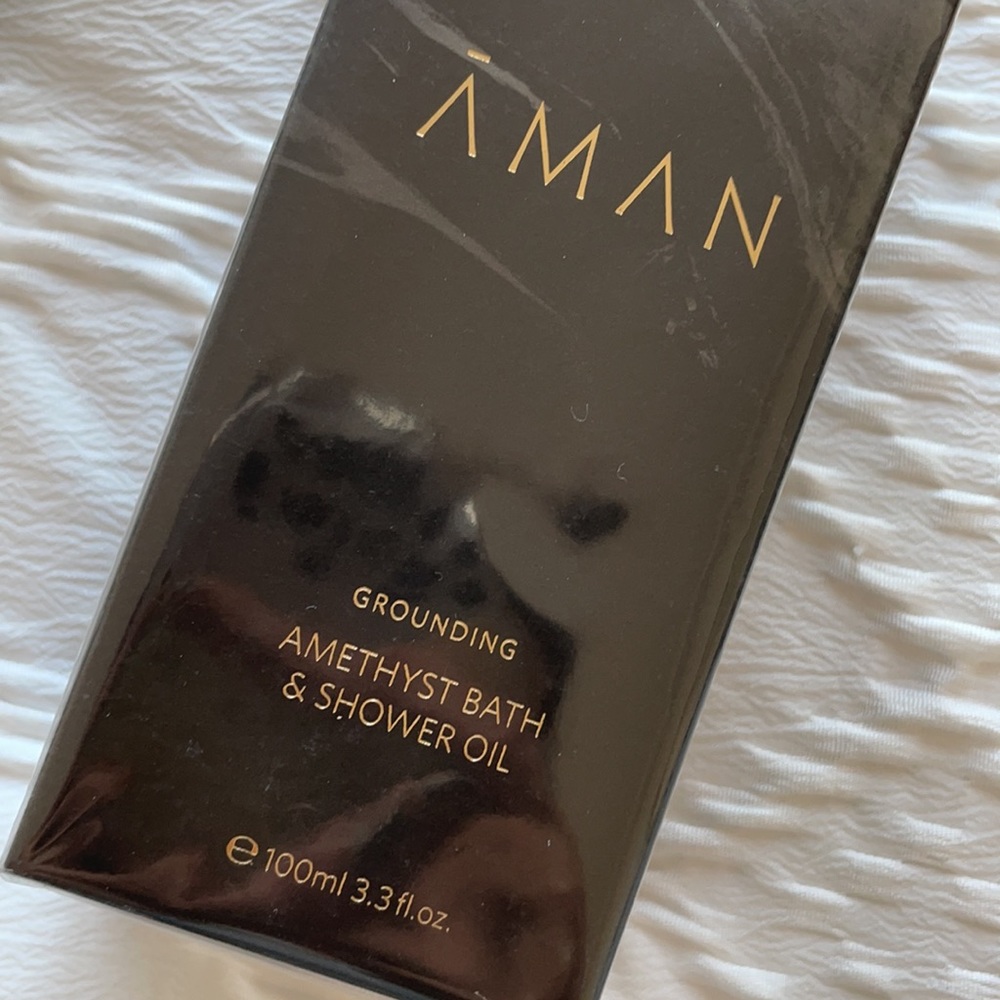 ĀMAN
GROUNDING
AMETHYST BATH
& SHOWER OIL
℮ 100ml 3.3 fl.oz.